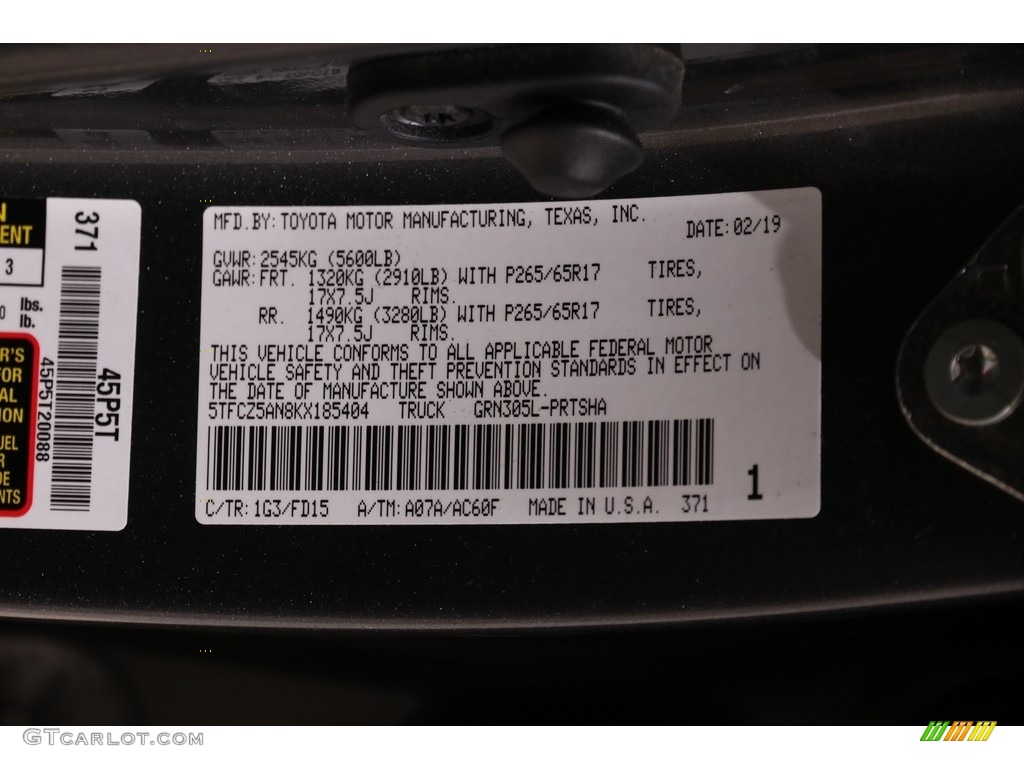 MFD.BY: TOYOTA MOTOR MANUFACTURING, TEXAS, INC.
DATE: 02/19
GVWR: 2545KG (5600LB)
GAWR: FRT. 1320KG (2910LB) WITH P265/65R17 TIRES,
17X7.5J RIMS.
RR. 1490KG (3280LB) WITH P265/65R17 TIRES,
17X7.5J RIMS.
THIS VEHICLE CONFORMS TO ALL APPLICABLE FEDERAL MOTOR
VEHICLE SAFETY AND THEFT PREVENTION STANDARDS IN EFFECT ON
THE DATE OF MANUFACTURE SHOWN ABOVE.
5TFCZ5AN8KX185404 TRUCK GRN305L-PRTSHA
1
C/TR: 1G3/FD15 A/TM: A07A/AC60F MADE IN U.S.A. 371
371
45P5T
45P5T20088
3
lbs.
lb.
GTCARLOT.COM